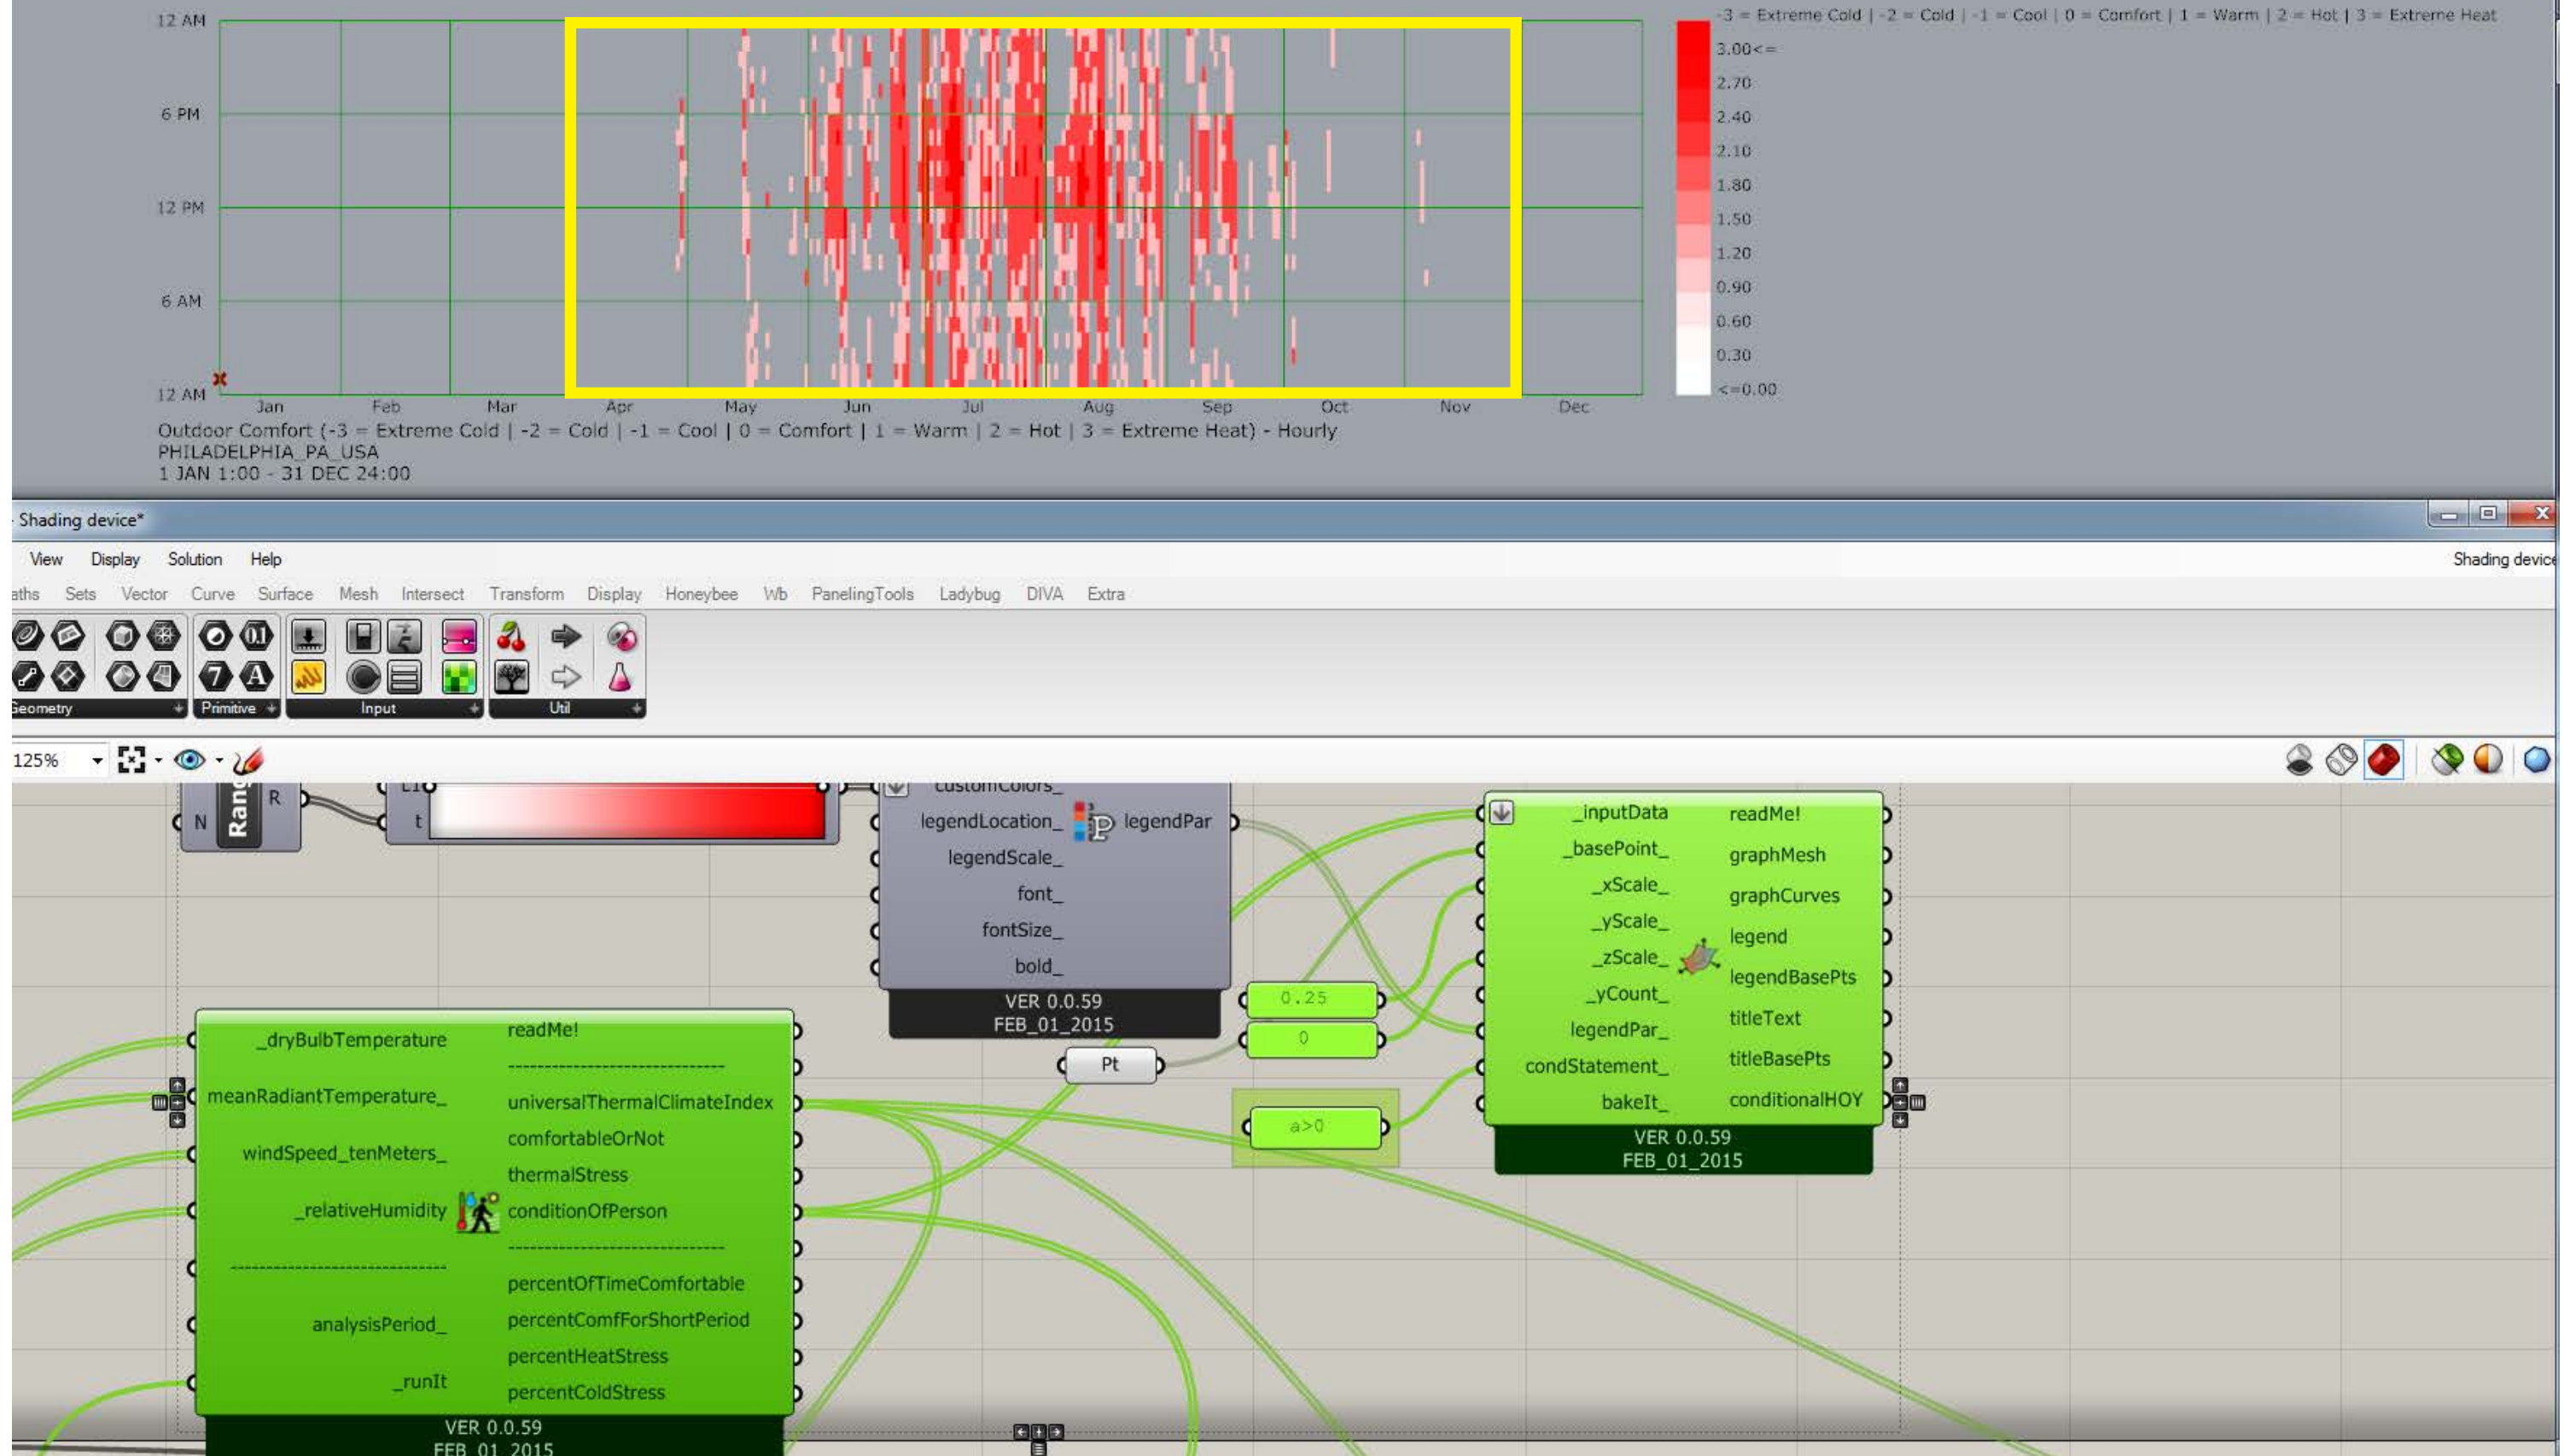 -3 = Extreme Cold | -2 = Cold | -1 = Cool | 0 = Comfort | 1 = Warm | 2 = Hot | 3 = Extreme Heat
12 AM
6 PM
12 PM
6 AM
12 AM
3.00<=
2.70
2.40
2.10
1.80
1.50
1.20
0.90
0.60
0.30
<=0.00
Jan Feb Mar Apr May Jun Jul Aug Sep Oct Nov Dec
Outdoor Comfort (-3 = Extreme Cold | -2 = Cold | -1 = Cool | 0 = Comfort | 1 = Warm | 2 = Hot | 3 = Extreme Heat) - Hourly
PHILADELPHIA_PA_USA
1 JAN 1:00 - 31 DEC 24:00
- Shading device*
View Display Solution Help Shading device
aths Sets Vector Curve Surface Mesh Intersect Transform Display Honeybee Wb PanelingTools Ladybug DIVA Extra
0.1
7 A
Geometry Primitive Input Util
125%
N Rang R
L1
t
customColors_
legendLocation_
legendScale_
font_
fontSize_
bold_
P
legendPar
VER 0.0.59
FEB_01_2015
_inputData
_basePoint_
_xScale_
_yScale_
_zScale_
_yCount_
legendPar_
condStatement_
bakeIt_
readMe!
graphMesh
graphCurves
legend
legendBasePts
titleText
titleBasePts
conditionalHOY
VER 0.0.59
FEB_01_2015
0.25
0
Pt
a>0
_dryBulbTemperature
meanRadiantTemperature_
windSpeed_tenMeters_
_relativeHumidity
------------------------------
analysisPeriod_
_runIt
readMe!
------------------------------
universalThermalClimateIndex
comfortableOrNot
thermalStress
conditionOfPerson
------------------------------
percentOfTimeComfortable
percentComfForShortPeriod
percentHeatStress
percentColdStress
VER 0.0.59
FEB_01_2015